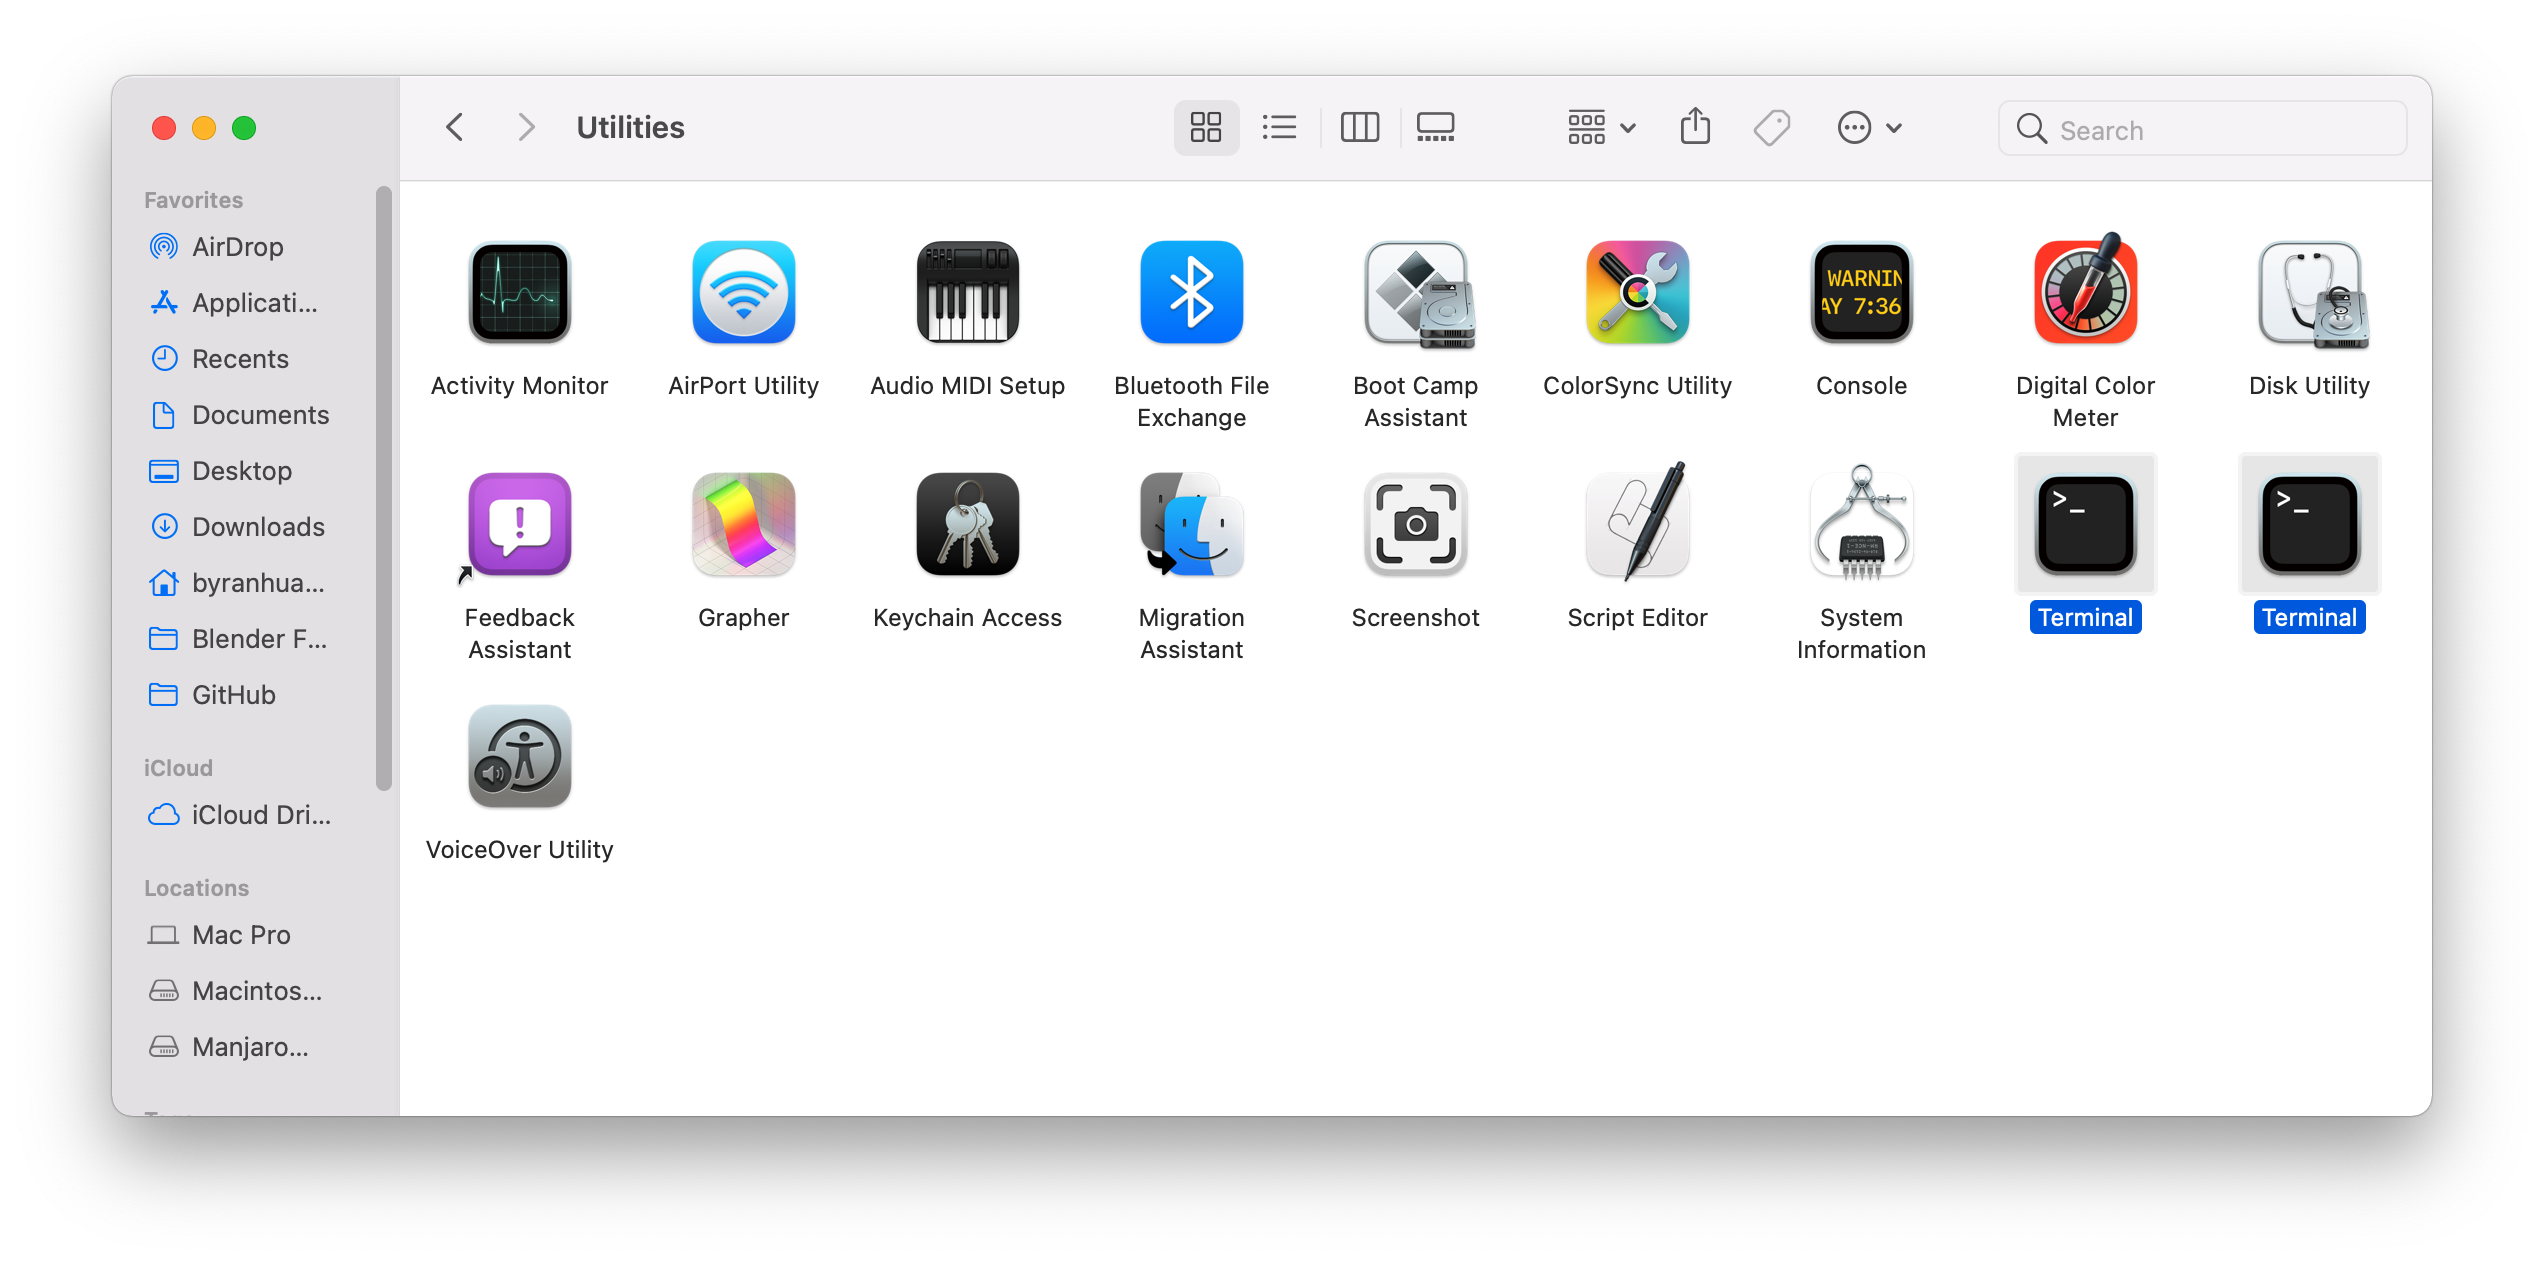 Utilities
Search
Favorites
AirDrop
Applicati...
Recents
Documents
Desktop
Downloads
byranhua...
Blender F...
GitHub
iCloud
iCloud Dri...
Locations
Mac Pro
Macintos...
Manjaro...
WARNIN
AY 7:36
Activity Monitor
AirPort Utility
Audio MIDI Setup
Bluetooth File
Exchange
Boot Camp
Assistant
ColorSync Utility
Console
Digital Color
Meter
Disk Utility
>_
>_
Feedback
Assistant
Grapher
Keychain Access
Migration
Assistant
Screenshot
Script Editor
System
Information
Terminal
Terminal
VoiceOver Utility